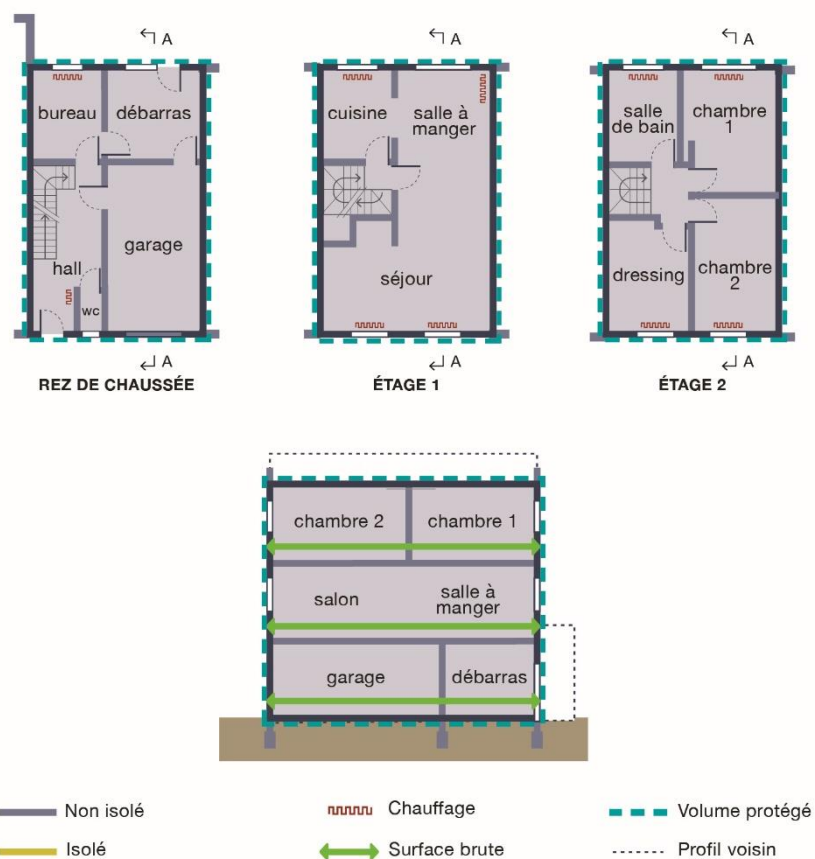 A
bureau
débarras
hall
wc
garage
A
REZ DE CHAUSSÉE
A
cuisine
salle à
manger
séjour
A
ÉTAGE 1
A
salle
de bain
chambre
1
dressing
chambre
2
A
ÉTAGE 2
chambre 2
chambre 1
salon
salle à
manger
garage
débarras
Non isolé
Chauffage
Volume protégé
Isolé
Surface brute
Profil voisin